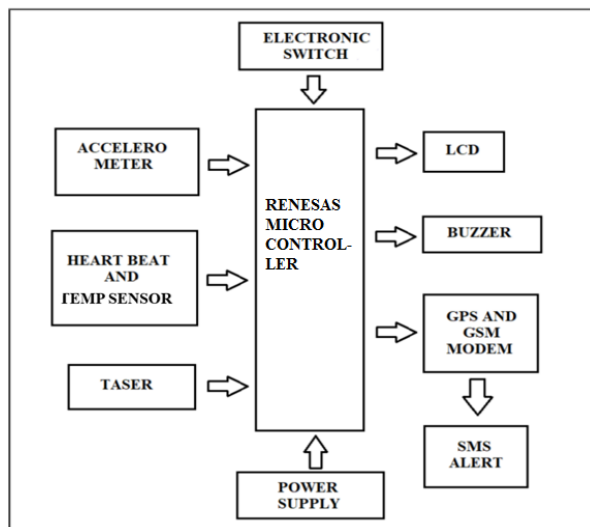 ELECTRONIC
SWITCH
ACCELERO
METER
HEART BEAT
AND
TEMP SENSOR
TASER
RENESAS
MICRO
CONTROL-
LER
POWER
SUPPLY
LCD
BUZZER
GPS AND
GSM
MODEM
SMS
ALERT